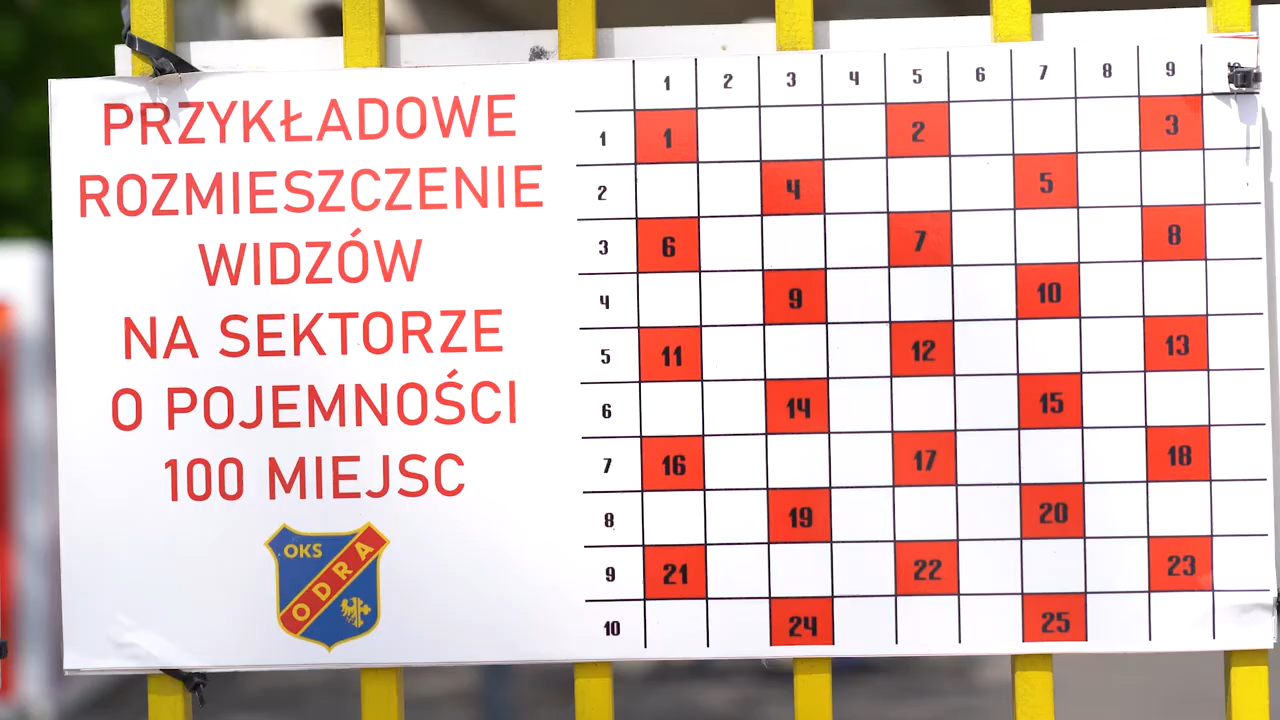 PRZYKŁADOWE
ROZMIESZCZENIE
WIDZÓW
NA SEKTORZE
O POJEMNOŚCI
100 MIEJSC
OKS
ODRA
1 2 3 4 5 6 7 8 9
1 1 2 3
2 4 5
3 6 7 8
4 9 10
5 11 12 13
6 14 15
7 16 17 18
8 19 20
9 21 22 23
10 24 25